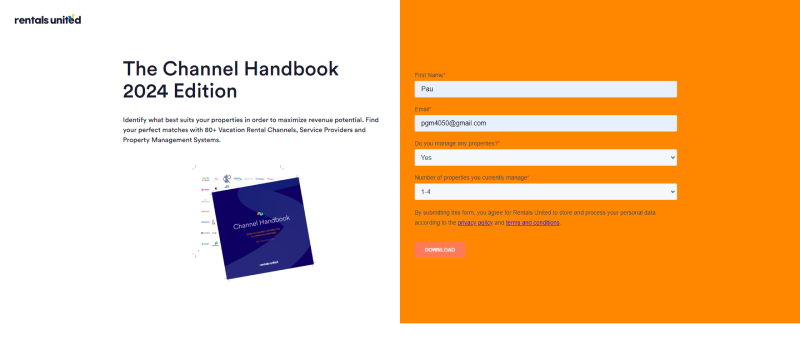 rentals united
The Channel Handbook
2024 Edition
Identify what best suits your properties in order to maximize revenue potential. Find
your perfect matches with 80+ Vacation Rental Channels, Service Providers and
Property Management Systems.
Channel Handbook
rentals united
First Name*
Pau
Email*
pgm4050@gmail.com
Do you manage any properties?*
Yes
Number of properties you currently manage*
1-4
By submitting this form, you agree for Rentals United to store and process your personal data
according to the privacy policy and terms and conditions.
DOWNLOAD